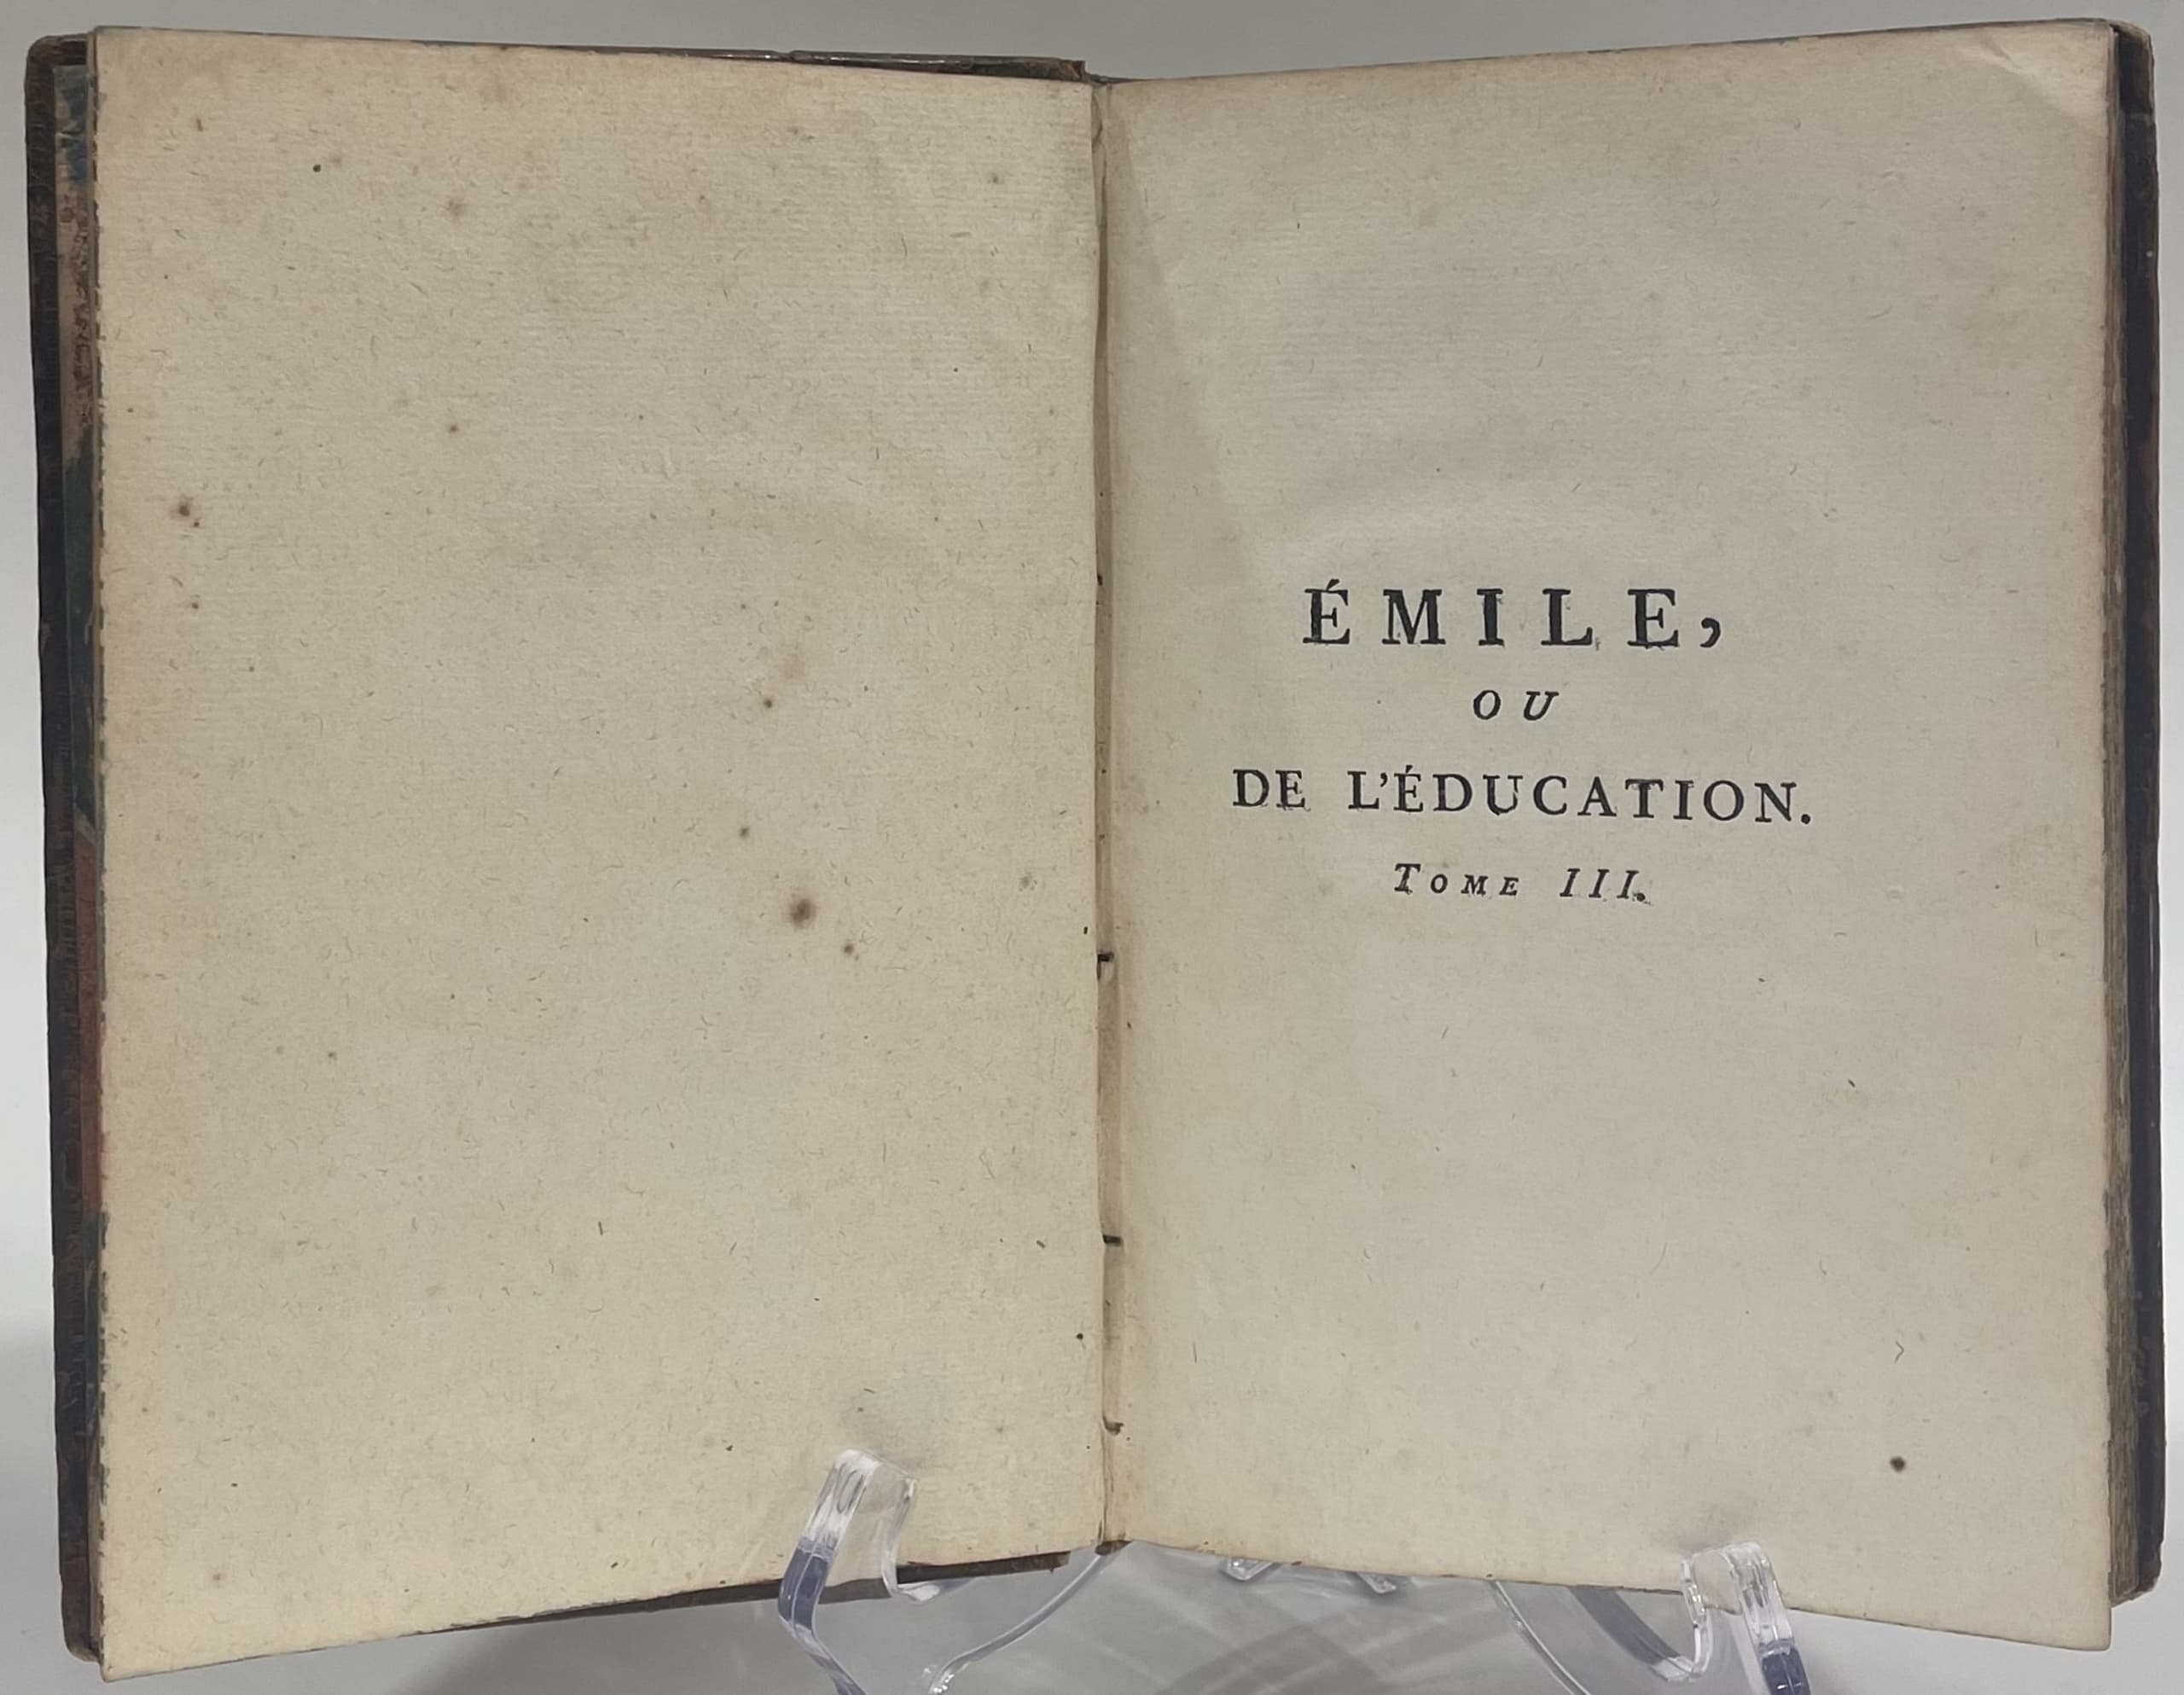 ÉMILE,
OU
DE L'ÉDUCATION.
TOME III.